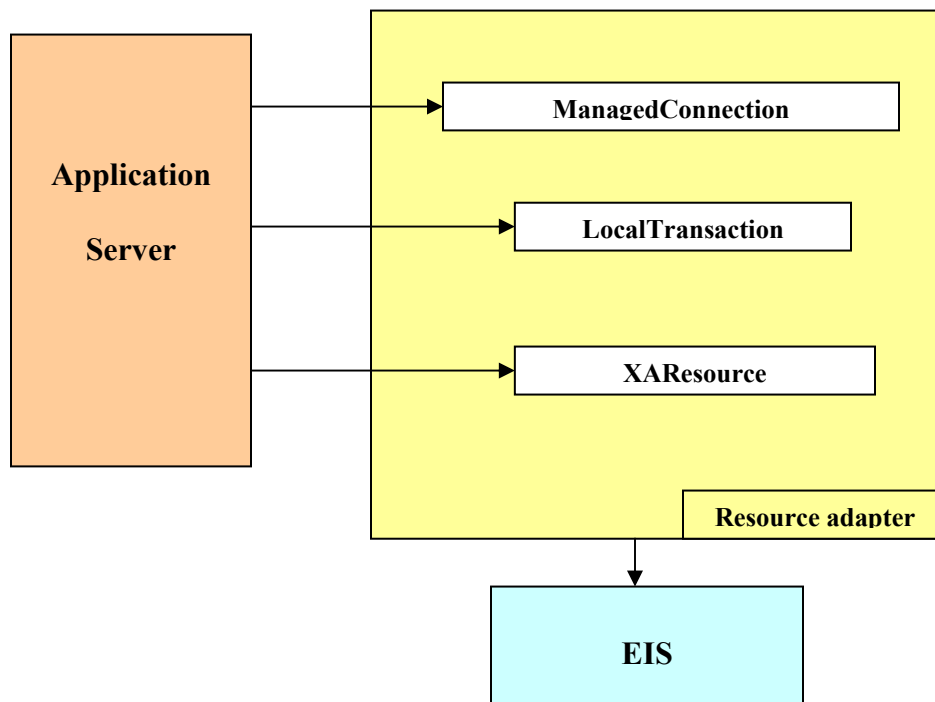 Application
Server
ManagedConnection
LocalTransaction
XAResource
Resource adapter
EIS